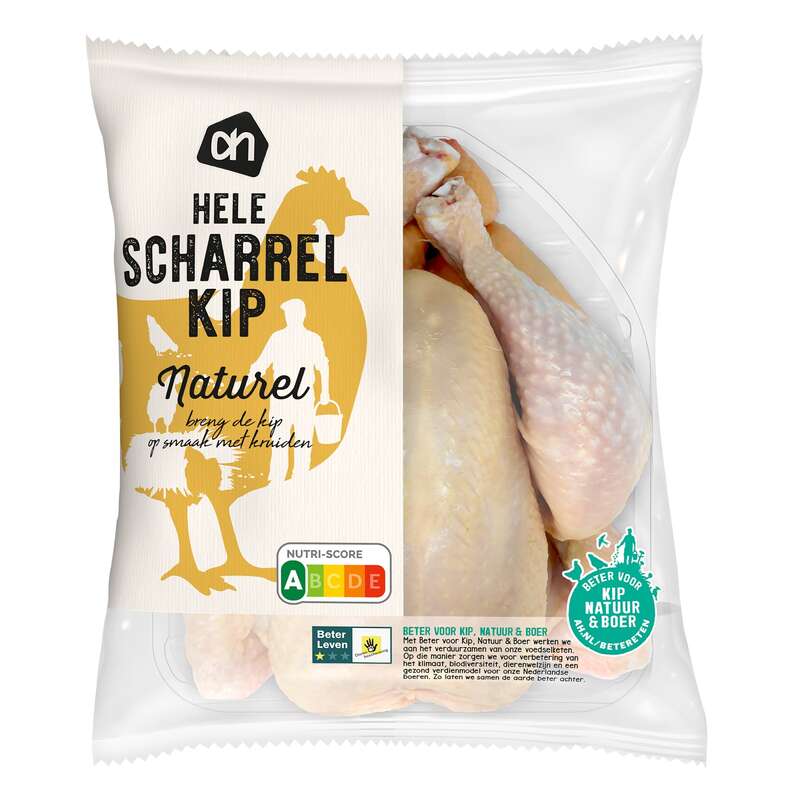 ah
HELE
SCHARREL
KIP
Naturel
breng de kip
op smaak met kruiden
NUTRI-SCORE
A B C D E
Beter
Leven
BETER VOOR KIP, NATUUR & BOER
Met Beter voor Kip, Natuur & Boer werken we
aan het verduurzamen van onze voedselketen.
Op die manier zorgen we voor verbetering van
het klimaat, biodiversiteit, dierenwelzijn en een
gezond verdienmodel voor onze Nederlandse
boeren. Zo laten we samen de aarde beter achter.
BETER VOOR
KIP
NATUUR
& BOER
AH.NL/BETERETEN